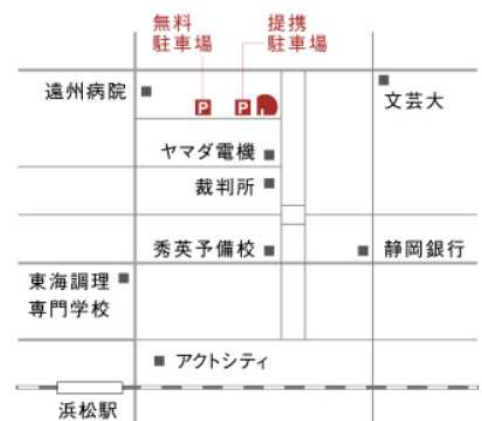 無料
駐車場
提携
駐車場
遠州病院
P
P
文芸大
ヤマダ電機
裁判所
秀英予備校
静岡銀行
東海調理
専門学校
アクトシティ
浜松駅